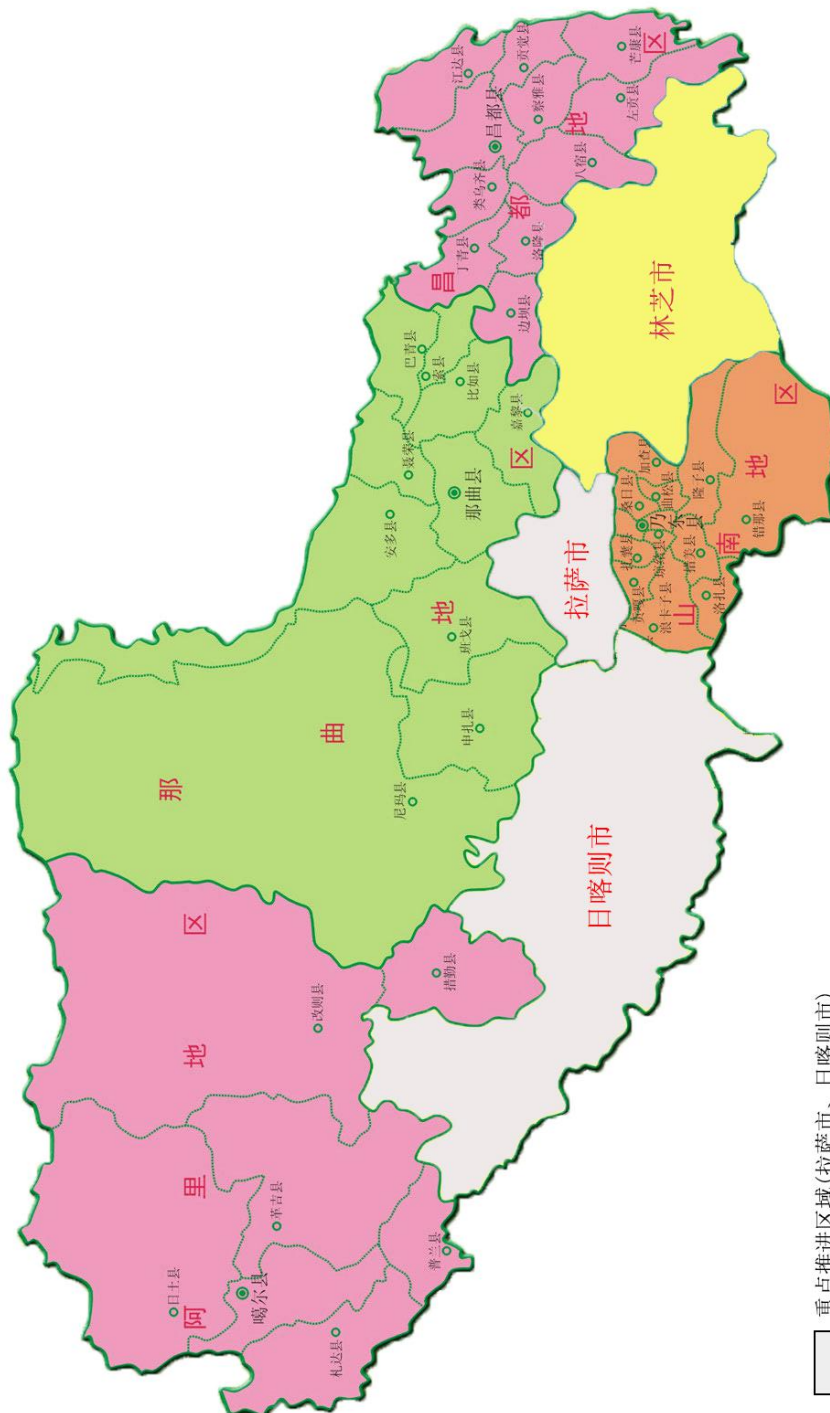 阿里地区
日土县
噶尔县
札达县
革吉县
普兰县
改则县
措勤县
那曲地区
尼玛县
申扎县
班戈县
安多县
聂荣县
那曲县
巴青县
索县
比如县
嘉黎县
昌都地区
丁青县
类乌齐县
昌都县
江达县
贡觉县
察雅县
边坝县
洛隆县
八宿县
左贡县
芒康县
日喀则市
拉萨市
林芝市
山南地区
贡嘎县
扎囊县
桑日县
加查县
浪卡子县
琼结县
乃东县
曲松县
措美县
隆子县
洛扎县
错那县
重点推进区域(拉萨市、日喀则市)